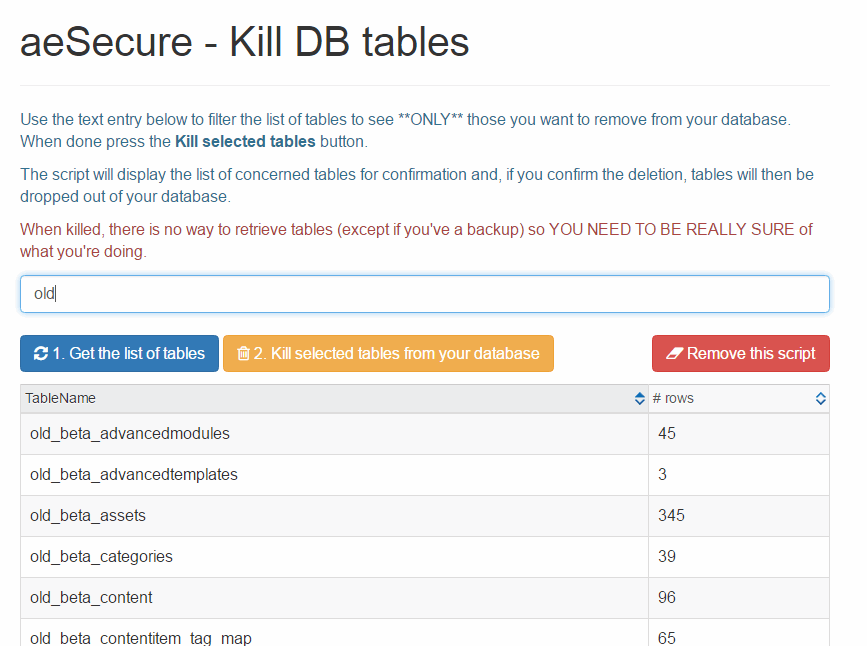 aeSecure - Kill DB tables
Use the text entry below to filter the list of tables to see **ONLY** those you want to remove from your database.
When done press the Kill selected tables button.
The script will display the list of concerned tables for confirmation and, if you confirm the deletion, tables will then be
dropped out of your database.
When killed, there is no way to retrieve tables (except if you've a backup) so YOU NEED TO BE REALLY SURE of
what you're doing.
old
1. Get the list of tables 2. Kill selected tables from your database Remove this script
TableName # rows
old_beta_advancedmodules 45
old_beta_advancedtemplates 3
old_beta_assets 345
old_beta_categories 39
old_beta_content 96
old_beta_contentitem_tag_map 65